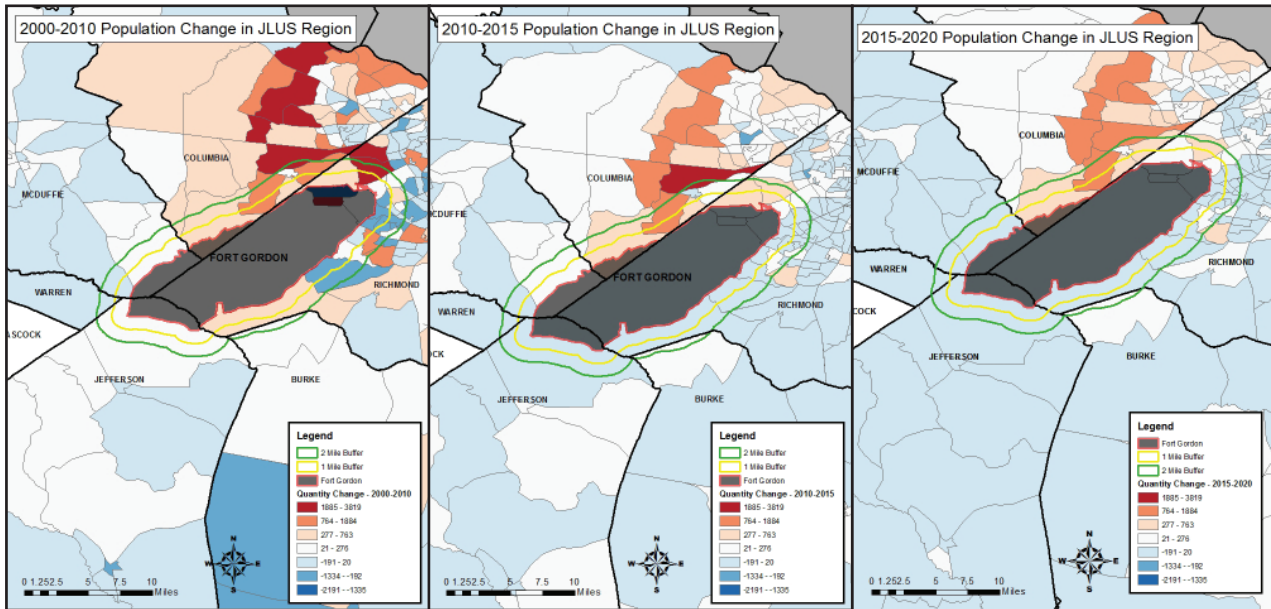 2000-2010 Population Change in JLUS Region
COLUMBIA
MCDUFFIE
FORT GORDON
WARREN
RICHMOND
ASCOCK
JEFFERSON
BURKE
Legend
2 Mile Buffer
1 Mile Buffer
Fort Gordon
Quantity Change - 2000-2010
1885 - 3819
764 - 1884
277 - 763
21 - 276
-191 - 20
-1334 - -192
-2191 - -1335
N
W E
S
0 1.252.5 5 7.5 10
Miles
2010-2015 Population Change in JLUS Region
COLUMBIA
MCDUFFIE
FORT GORDON
WARREN
RICHMOND
OCK
JEFFERSON
BURKE
Legend
2 Mile Buffer
1 Mile Buffer
Fort Gordon
Quantity Change - 2010-2015
1885 - 3819
764 - 1884
277 - 763
21 - 276
-191 - 20
-1334 - -192
-2191 - -1335
N
W E
S
0 1.252.5 5 7.5 10
Miles
2015-2020 Population Change in JLUS Region
COLUMBIA
MCDUFFIE
WARREN
RICHMOND
COCK
JEFFERSON
BURKE
Legend
Fort Gordon
1 Mile Buffer
2 Mile Buffer
Quantity Change - 2015-2020
1885 - 3819
764 - 1884
277 - 763
21 - 276
-191 - 20
-1334 - -192
-2191 - -1335
N
W E
S
0 1.252.5 5 7.5 10
Miles